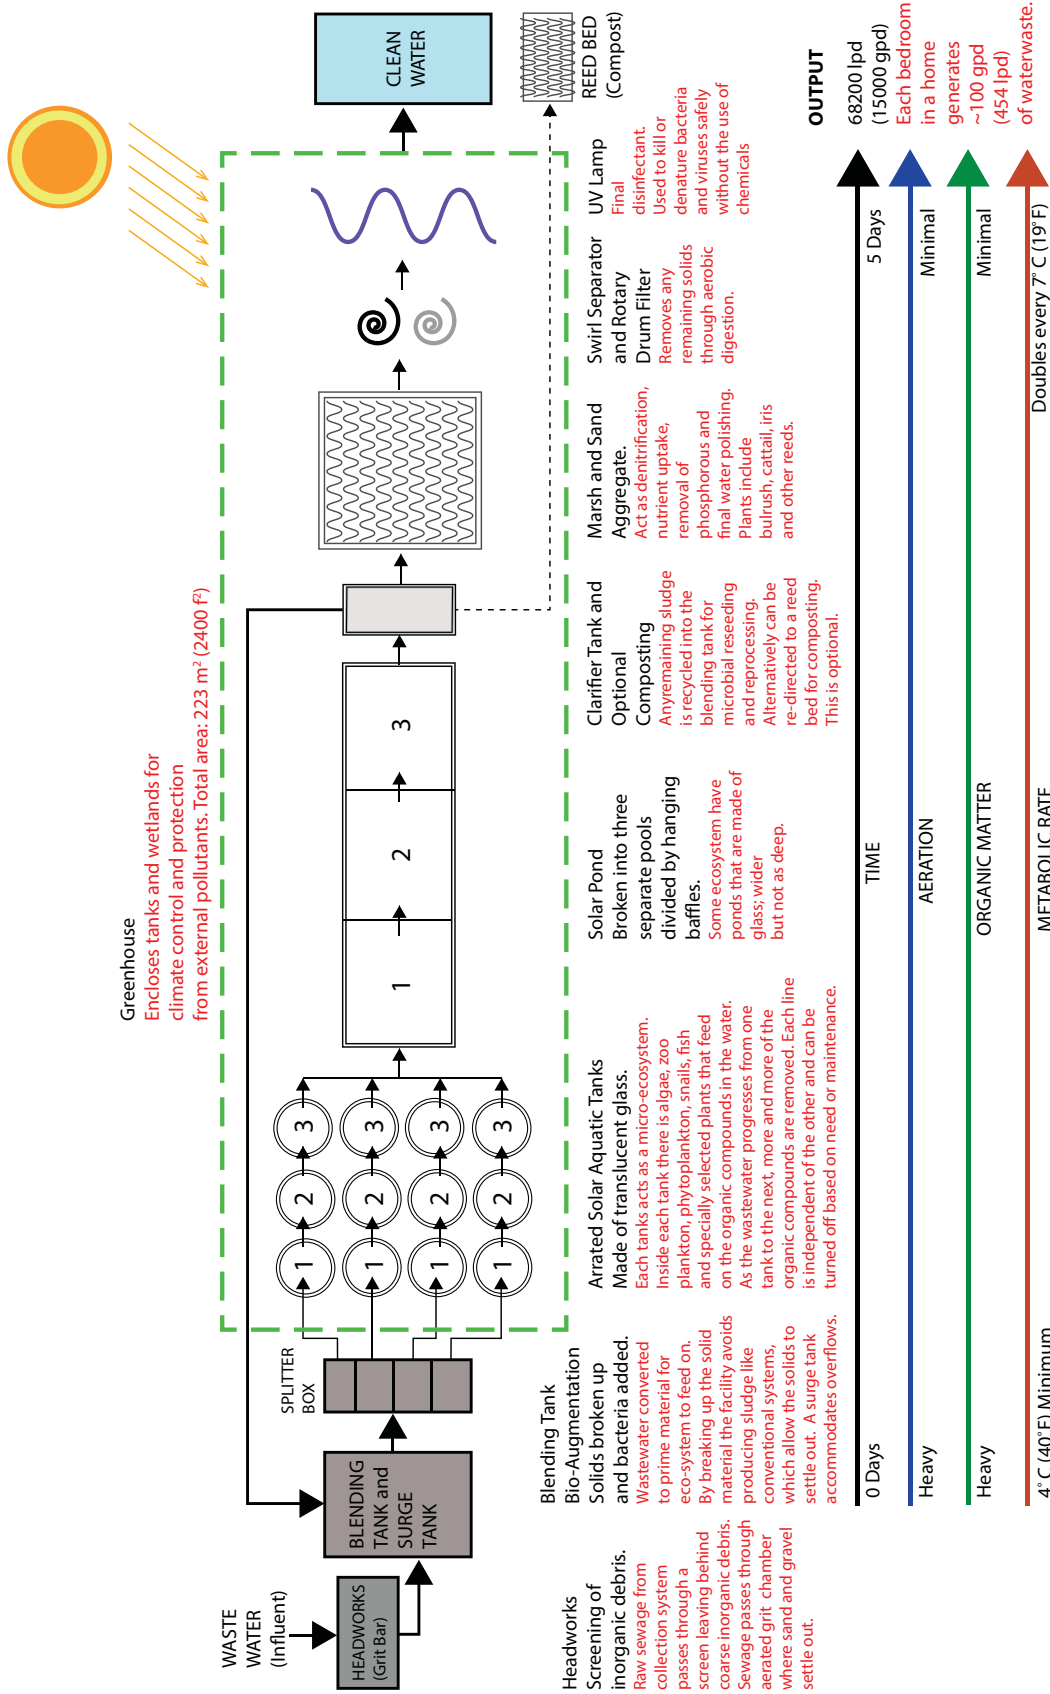 Greenhouse
Encloses tanks and wetlands for
climate control and protection
from external pollutants. Total area: 223 m² (2400 f²)
WASTE
WATER
(Influent)
HEADWORKS
(Grit Bar)
BLENDING
TANK and
SURGE
TANK
SPLITTER
BOX
1 2 3
1 2 3
1 2 3
1 2 3
1 2 3
CLEAN
WATER
REED BED
(Compost)
Headworks
Screening of
inorganic debris.
Raw sewage from
collection system
passes through a
screen leaving behind
coarse inorganic debris.
Sewage passes through
aerated grit chamber
where sand and gravel
settle out.
Blending Tank
Bio-Augmentation
Solids broken up
and bacteria added.
Wastewater converted
to prime material for
eco-system to feed on.
By breaking up the solid
material the facility avoids
producing sludge like
conventional systems,
which allow the solids to
settle out. A surge tank
accommodates overflows.
Arrated Solar Aquatic Tanks
Made of translucent glass.
Each tanks acts as a micro-ecosystem.
Inside each tank there is algae, zoo
plankton, phytoplankton, snails, fish
and specially selected plants that feed
on the organic compounds in the water.
As the wastewater progresses from one
tank to the next, more and more of the
organic compounds are removed. Each line
is independent of the other and can be
turned off based on need or maintenance.
Solar Pond
Broken into three
separate pools
divided by hanging
baffles.
Some ecosystem have
ponds that are made of
glass; wider
but not as deep.
Clarifier Tank and
Optional
Composting
Anyremaining sludge
is recycled into the
blending tank for
microbial reseeding
and reprocessing.
Alternatively can be
re-directed to a reed
bed for composting.
This is optional.
Marsh and Sand
Aggregate.
Act as denitrification,
nutrient uptake,
removal of
phosphorous and
final water polishing.
Plants include
bulrush, cattail, iris
and other reeds.
Swirl Separator
and Rotary
Drum Filter
Removes any
remaining solids
through aerobic
digestion.
UV Lamp
Final
disinfectant.
Used to kill or
denature bacteria
and viruses safely
without the use of
chemicals
OUTPUT
68200 lpd
(15000 gpd)
Each bedroom
in a home
generates
~100 gpd
(454 lpd)
of waterwaste.
0 Days TIME 5 Days
Heavy AERATION Minimal
Heavy ORGANIC MATTER Minimal
4° C (40° F) Minimum METABOLIC RATE Doubles every 7° C (19° F)